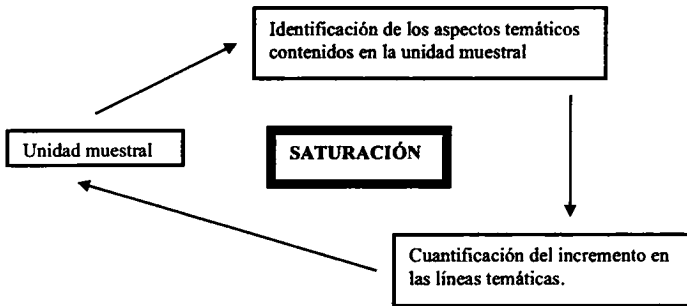 Identificación de los aspectos temáticos
contenidos en la unidad muestral
Unidad muestral
SATURACIÓN
Cuantificación del incremento en
las líneas temáticas.